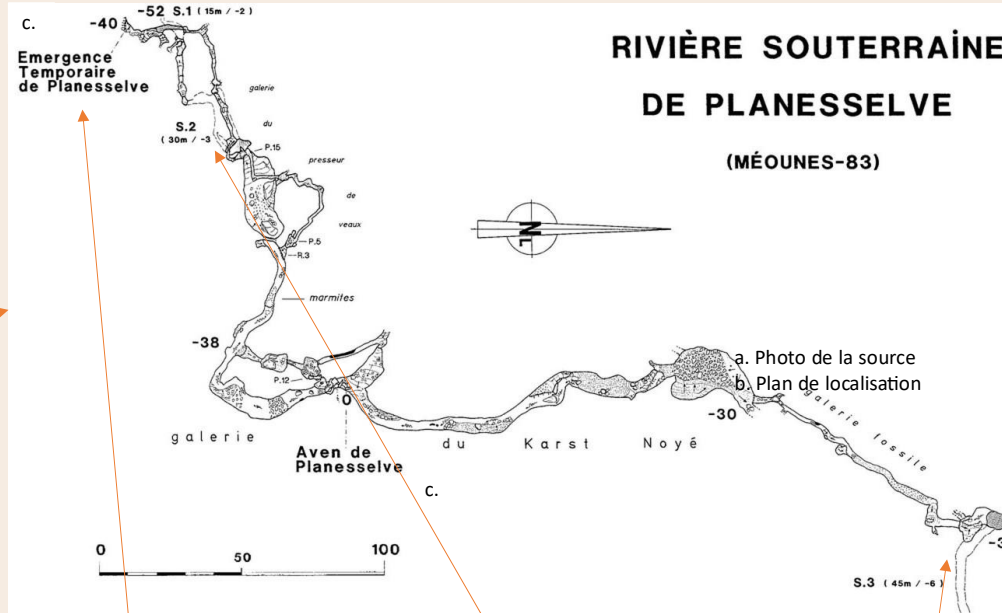 c.
-52 S.1 ( 15m / -2 )
-40
Emergence
Temporaire
de Planesselve
RIVIÈRE SOUTERRAÎNE
DE PLANESSELVE
(MÉOUNES-83)
galerie
du
presseur
de
veaux
S.2
( 30m / -3
P.15
P.5
R.3
marmites
N
L
-38
P.12
0
a. Photo de la source
b. Plan de localisation
-30
galerie fossile
galerie du Karst Noyé
Aven de
Planesselve
c.
0 50 100
-3
S.3 ( 45m / -6 )